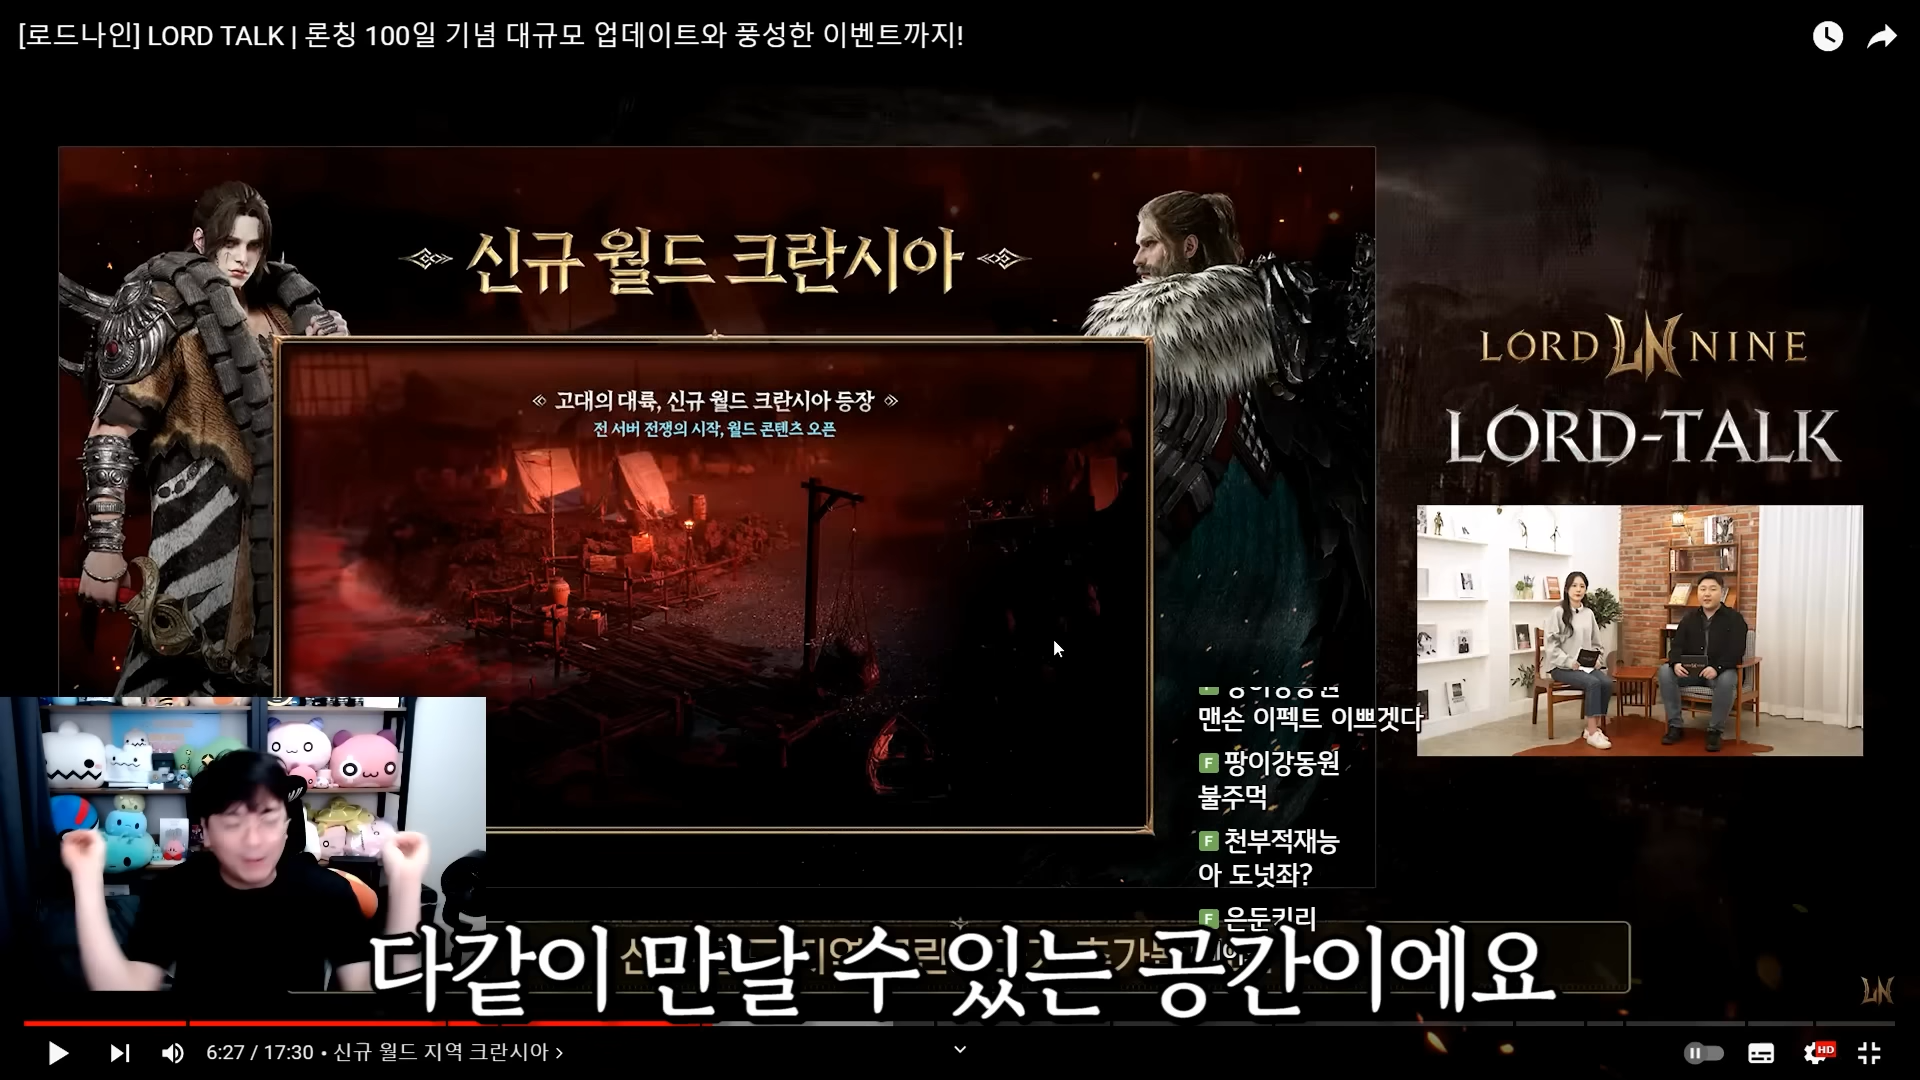 [로드나인] LORD TALK | 론칭 100일 기념 대규모 업데이트와 풍성한 이벤트까지!
신규 월드 크란시아
고대의 대륙, 신규 월드 크란시아 등장
전 서버 전쟁의 시작, 월드 콘텐츠 오픈
LORD LN NINE
LORD-TALK
맨손 이펙트 이쁘겟다
F 팡이강동원
불주먹
F 천부적재능
아 도넛좌?
F 은둔키리
다같이 만날 수 있는 공간이에요
LN
6:27 / 17:30 • 신규 월드 지역 크란시아 >
HD